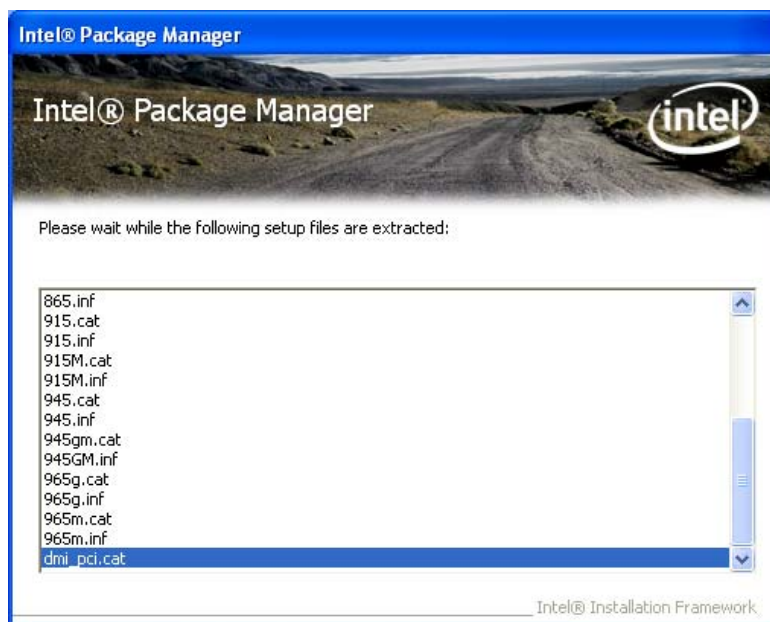 Intel® Package Manager
Intel® Package Manager
intel
Please wait while the following setup files are extracted:
865.inf
915.cat
915.inf
915M.cat
915M.inf
945.cat
945.inf
945gm.cat
945GM.inf
965g.cat
965g.inf
965m.cat
965m.inf
dmi_pci.cat
Intel® Installation Framework